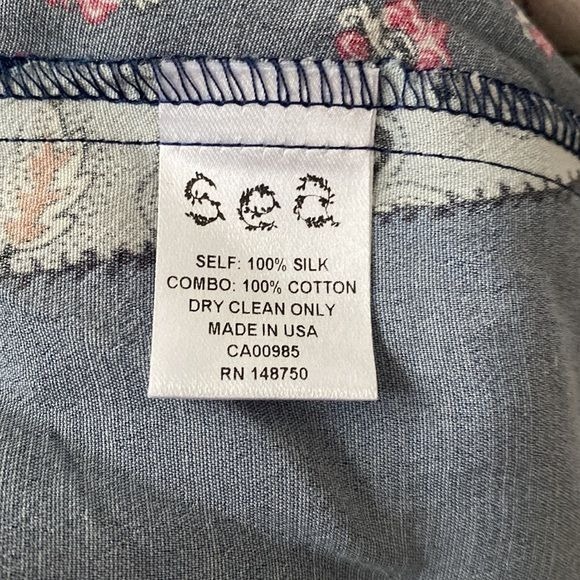 sea
SELF: 100% SILK
COMBO: 100% COTTON
DRY CLEAN ONLY
MADE IN USA
CA00985
RN 148750